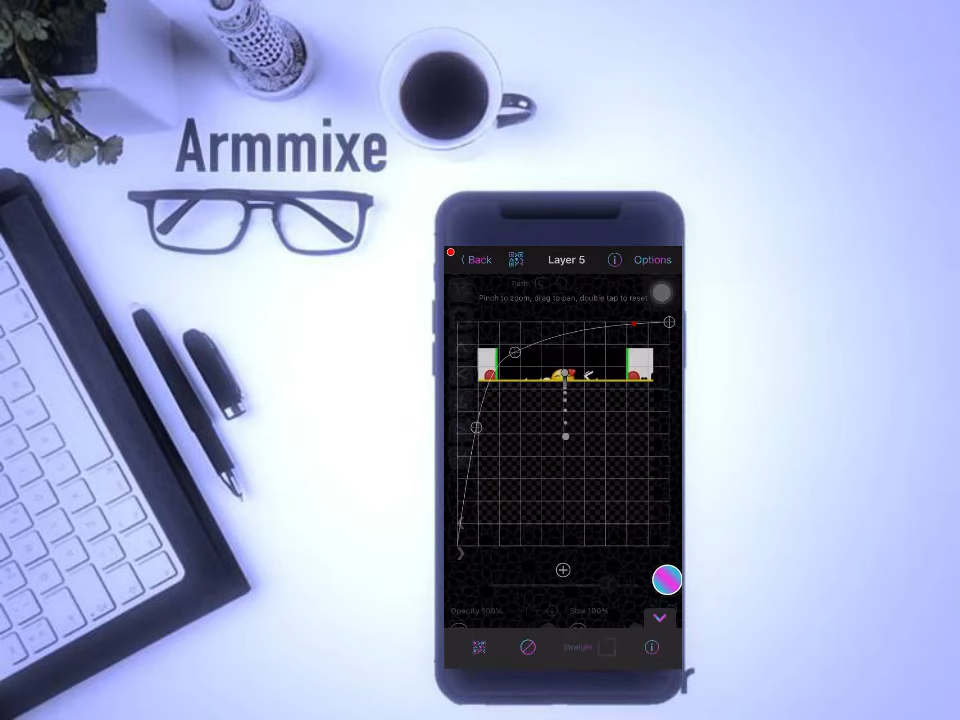 Armmixe
Back
Layer 5
Options
Path
Pinch to zoom, drag to pan, double tap to reset
Opacity 100%
Size 100%
Straight
r